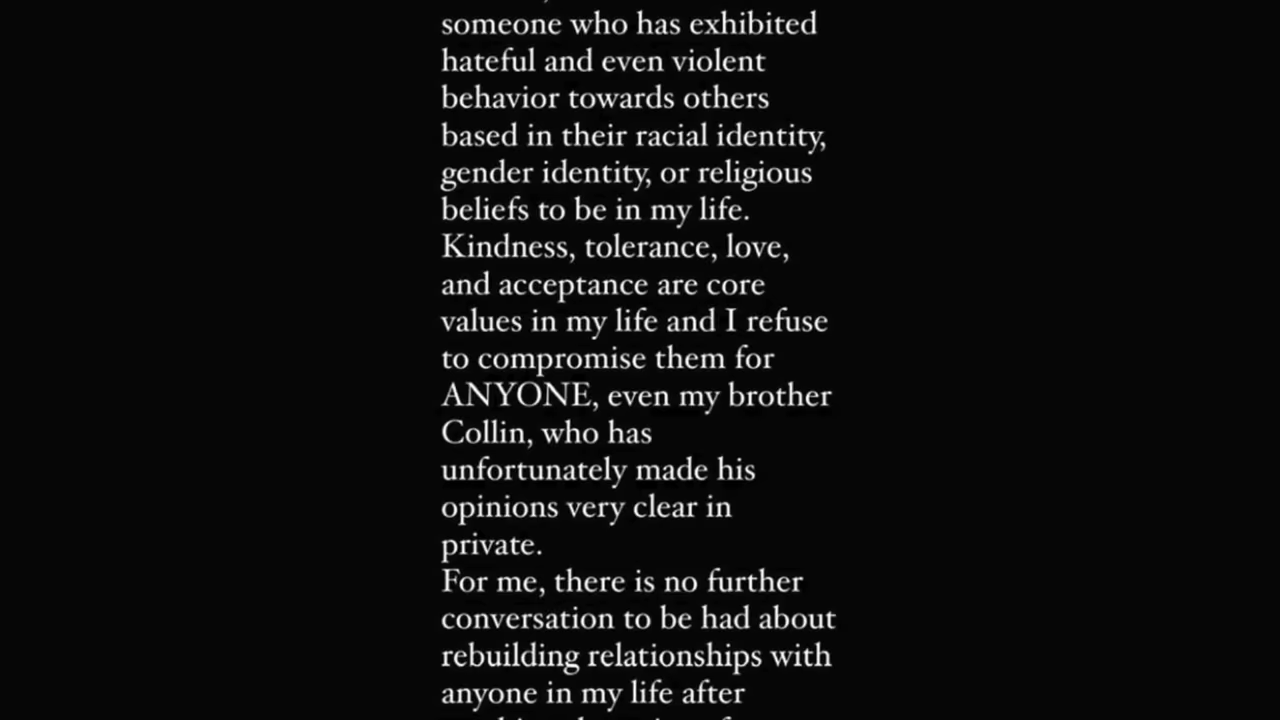 someone who has exhibited
hateful and even violent
behavior towards others
based in their racial identity,
gender identity, or religious
beliefs to be in my life.
Kindness, tolerance, love,
and acceptance are core
values in my life and I refuse
to compromise them for
ANYONE, even my brother
Collin, who has
unfortunately made his
opinions very clear in
private.
For me, there is no further
conversation to be had about
rebuilding relationships with
anyone in my life after